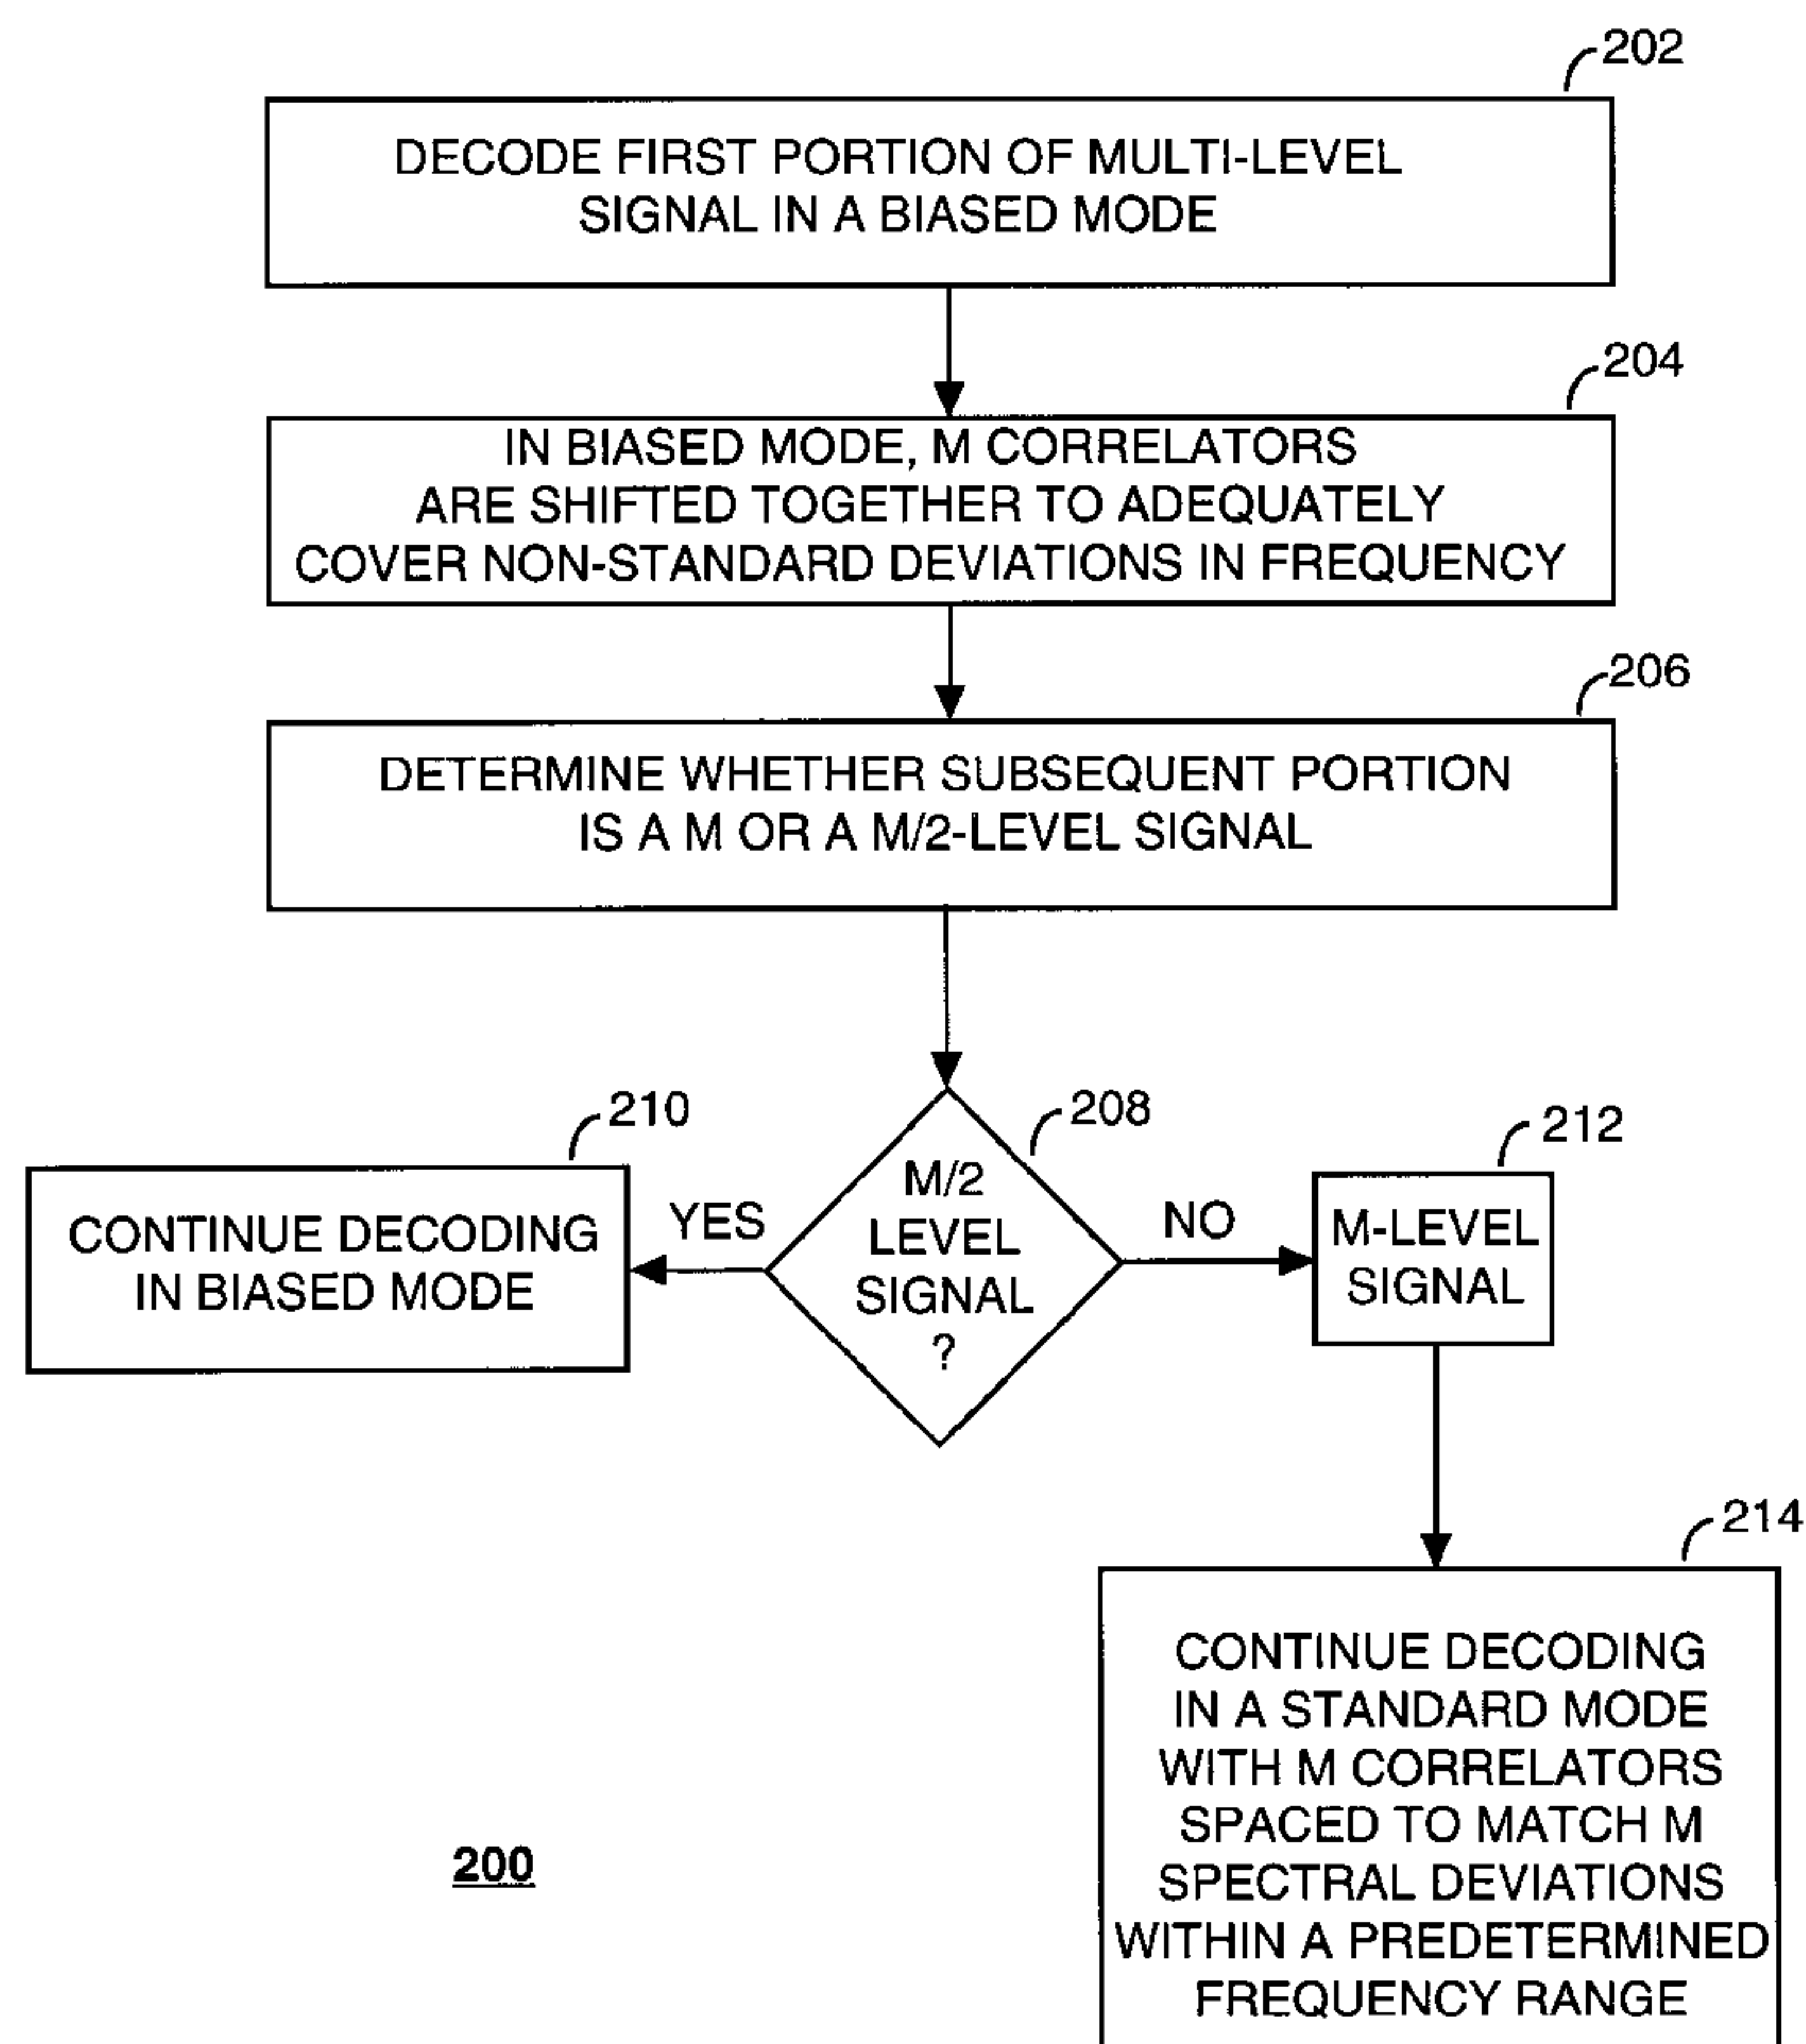 202
DECODE FIRST PORTION OF MULTI-LEVEL
SIGNAL IN A BIASED MODE
204
IN BIASED MODE, M CORRELATORS
ARE SHIFTED TOGETHER TO ADEQUATELY
COVER NON-STANDARD DEVIATIONS IN FREQUENCY
206
DETERMINE WHETHER SUBSEQUENT PORTION
IS A M OR A M/2-LEVEL SIGNAL
210
CONTINUE DECODING
IN BIASED MODE
YES
208
M/2
LEVEL
SIGNAL
?
NO
212
M-LEVEL
SIGNAL
214
CONTINUE DECODING
IN A STANDARD MODE
WITH M CORRELATORS
SPACED TO MATCH M
SPECTRAL DEVIATIONS
WITHIN A PREDETERMINED
FREQUENCY RANGE
200